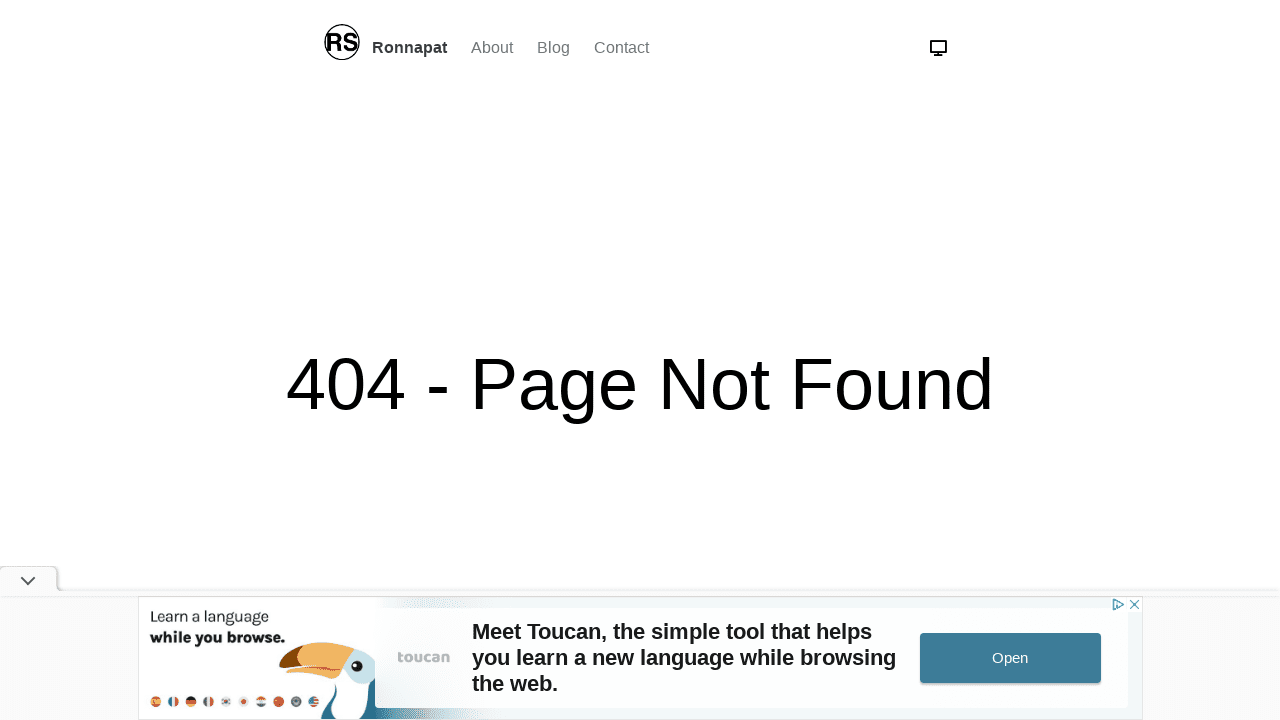 RS Ronnapat About Blog Contact
404 - Page Not Found
Learn a language
while you browse.
toucan
Meet Toucan, the simple tool that helps
you learn a new language while browsing
the web.
Open